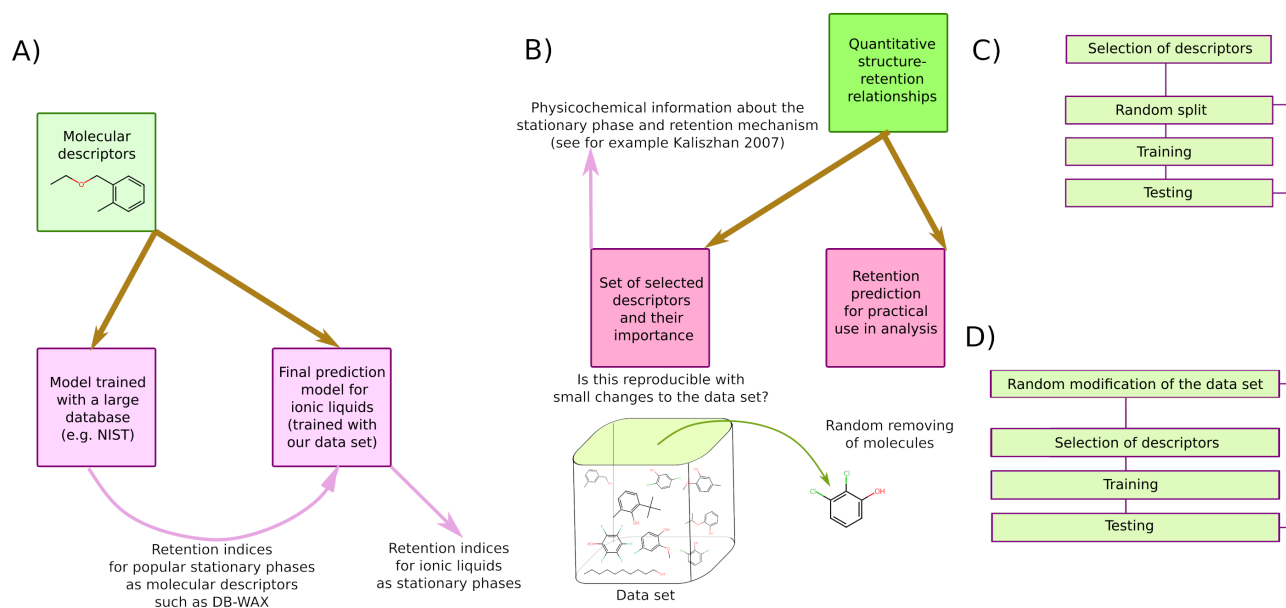 A)
Molecular
descriptors
O
Model trained
with a large
database
(e.g. NIST)
Final prediction
model for
ionic liquids
(trained with
our data set)
Retention indices
for popular stationary phases
as molecular descriptors
such as DB-WAX
Retention indices
for ionic liquids
as stationary phases
B)
Quantitative
structure-
retention
relationships
Physicochemical information about the
stationary phase and retention mechanism
(see for example Kaliszhan 2007)
Set of selected
descriptors
and their
importance
Retention
prediction
for practical
use in analysis
Is this reproducible with
small changes to the data set?
Random removing
of molecules
Cl
Cl
OH
Data set
C)
Selection of descriptors
Random split
Training
Testing
D)
Random modification of the data set
Selection of descriptors
Training
Testing